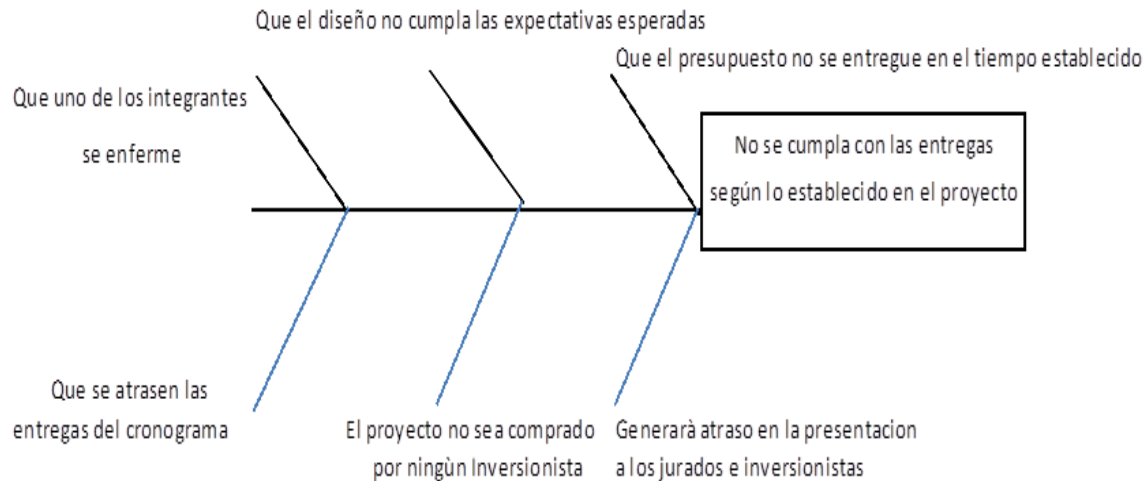 Que el diseño no cumpla las expectativas esperadas
Que el presupuesto no se entregue en el tiempo establecido
Que uno de los integrantes
se enferme
No se cumpla con las entregas
según lo establecido en el proyecto
Que se atrasen las
entregas del cronograma
El proyecto no sea comprado
por ningùn Inversionista
Generarà atraso en la presentacion
a los jurados e inversionistas